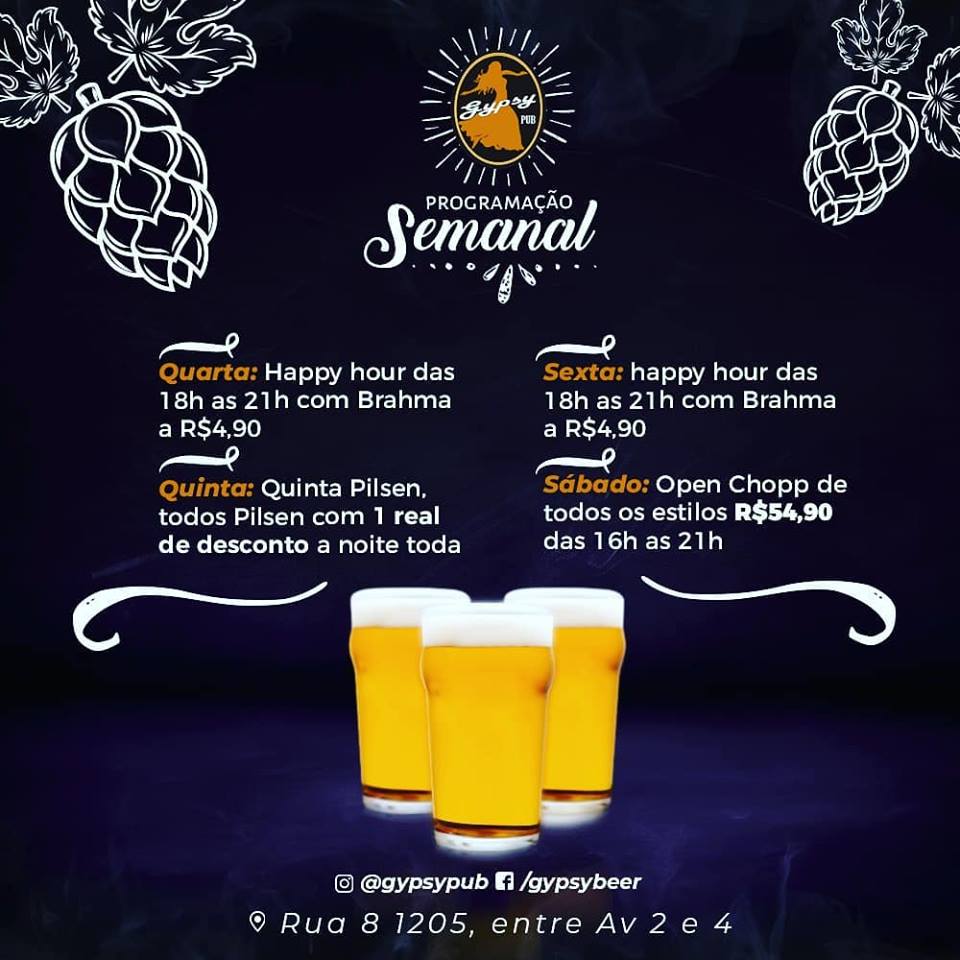 Gypsy
PUB
PROGRAMAÇÃO
Semanal
Quarta: Happy hour das
18h as 21h com Brahma
a R$4,90
Quinta: Quinta Pilsen,
todos Pilsen com 1 real
de desconto a noite toda
Sexta: happy hour das
18h as 21h com Brahma
a R$4,90
Sábado: Open Chopp de
todos os estilos R$54,90
das 16h as 21h
@gypsypub /gypsybeer
Rua 8 1205, entre Av 2 e 4